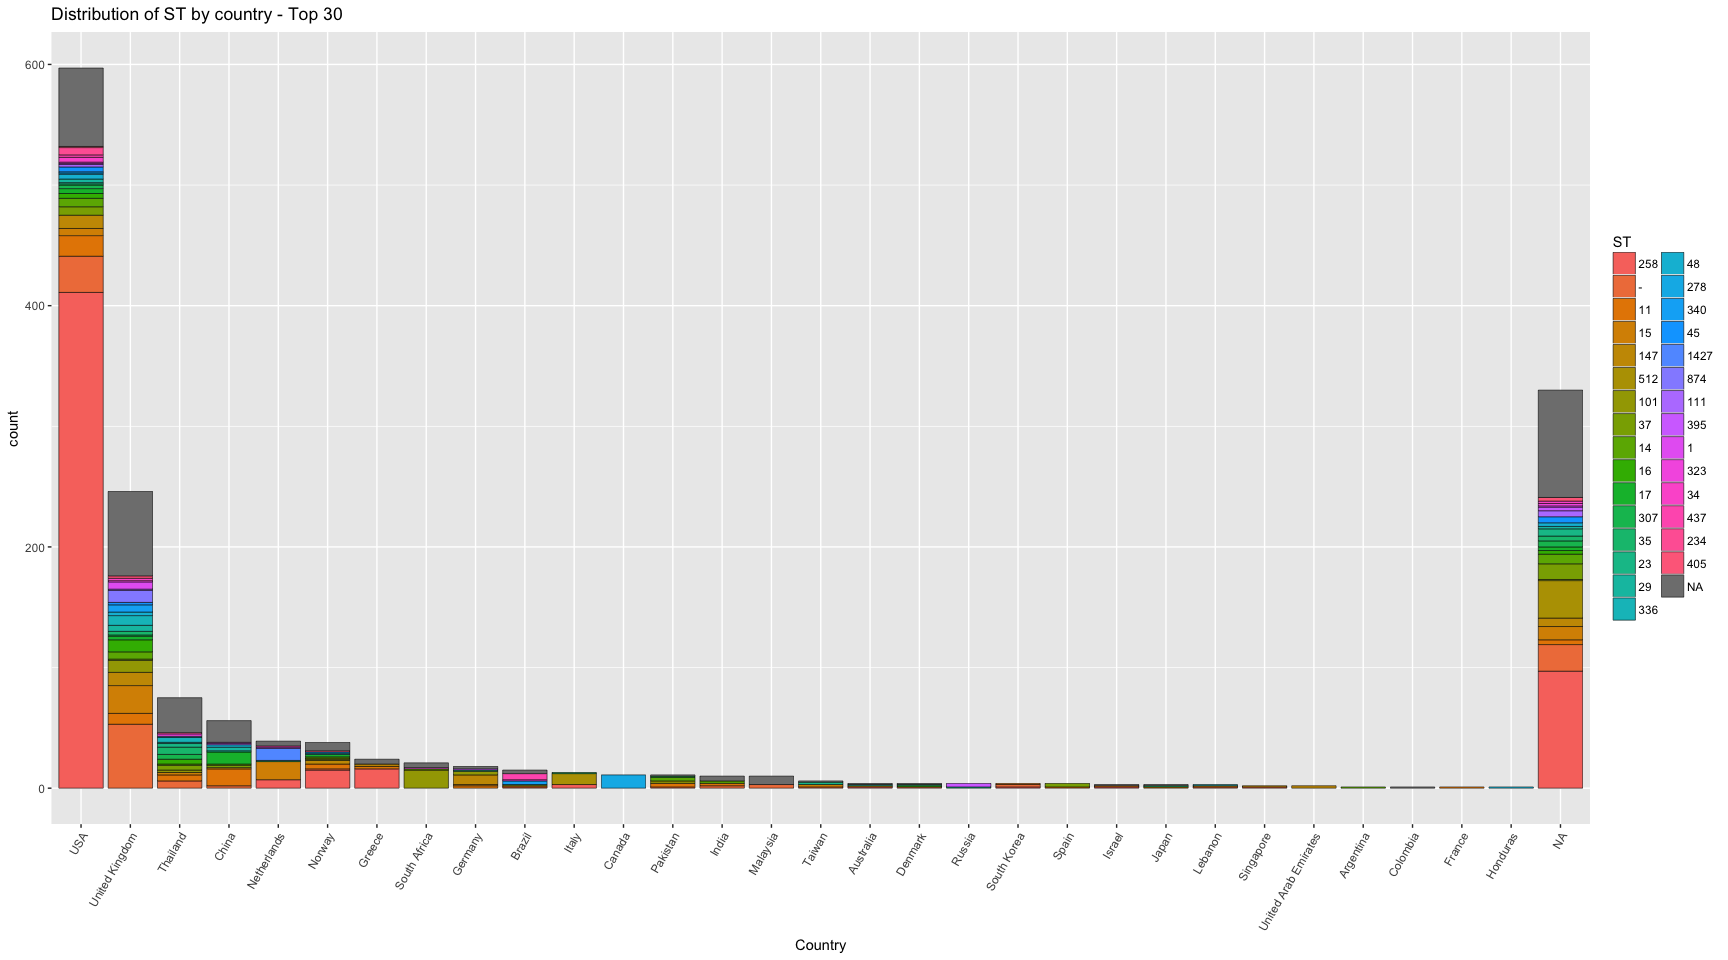 Distribution of ST by country - Top 30
600
400
200
0
count
USA
United Kingdom
Thailand
China
Netherlands
Norway
Greece
South Africa
Germany
Brazil
Italy
Canada
Pakistan
India
Malaysia
Taiwan
Australia
Denmark
Russia
South Korea
Spain
Israel
Japan
Lebanon
Singapore
United Arab Emirates
Argentina
Colombia
France
Honduras
NA
Country
ST
258
-
11
15
147
512
101
37
14
16
17
307
35
23
29
336
48
278
340
45
1427
874
111
395
1
323
34
437
234
405
NA